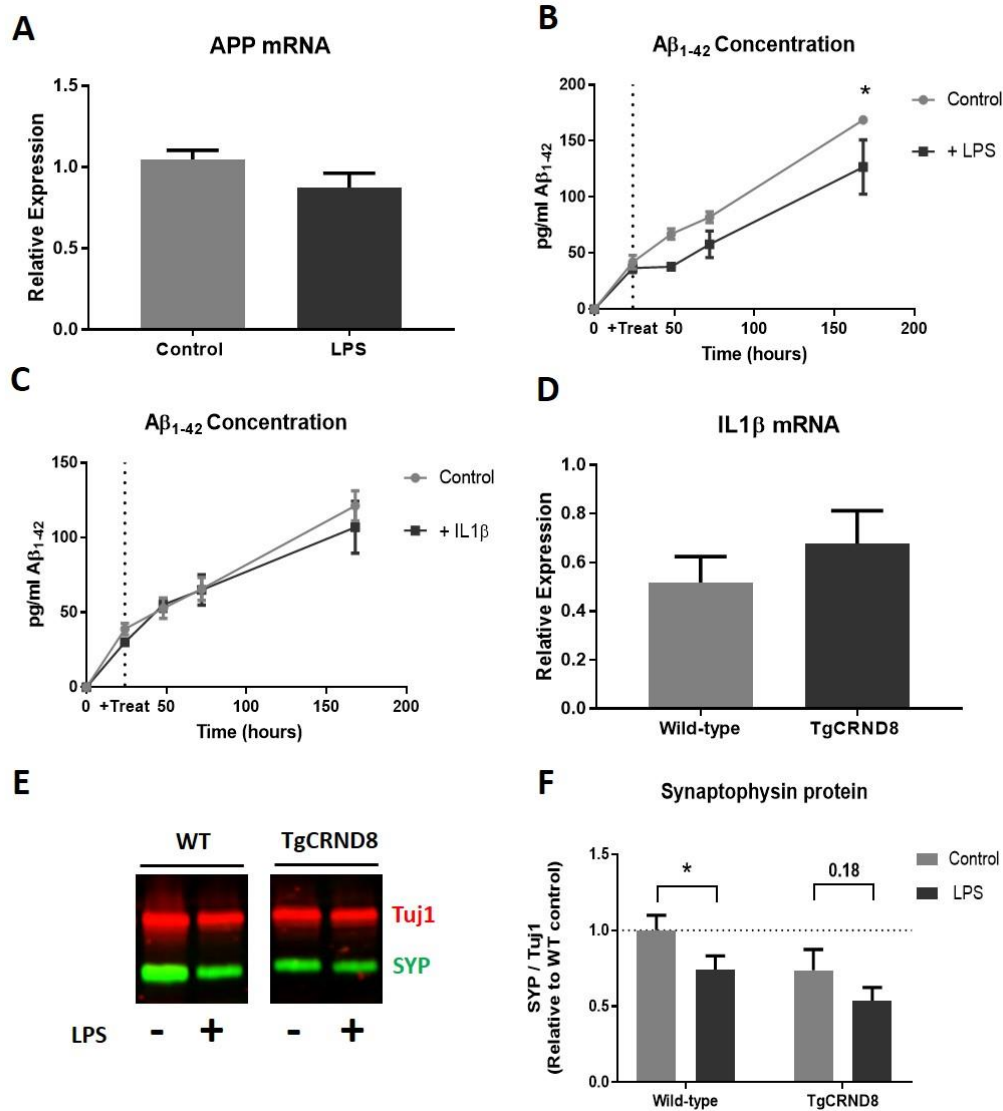 A
APP mRNA
Relative Expression
1.5
1.0
0.5
0.0
Control
LPS
B
Aβ1-42 Concentration
pg/ml Aβ1-42
200
150
100
50
0
*
Control
+ LPS
0 +Treat 50 100 150 200
Time (hours)
C
Aβ1-42 Concentration
pg/ml Aβ1-42
150
100
50
0
Control
+ IL1β
0 +Treat 50 100 150 200
Time (hours)
D
IL1β mRNA
Relative Expression
1.0
0.8
0.6
0.4
0.2
0.0
Wild-type
TgCRND8
E
WT
TgCRND8
Tuj1
SYP
LPS - + - +
F
Synaptophysin protein
SYP / Tuj1
(Relative to WT control)
1.5
1.0
0.5
0.0
*
0.18
Control
LPS
Wild-type
TgCRND8